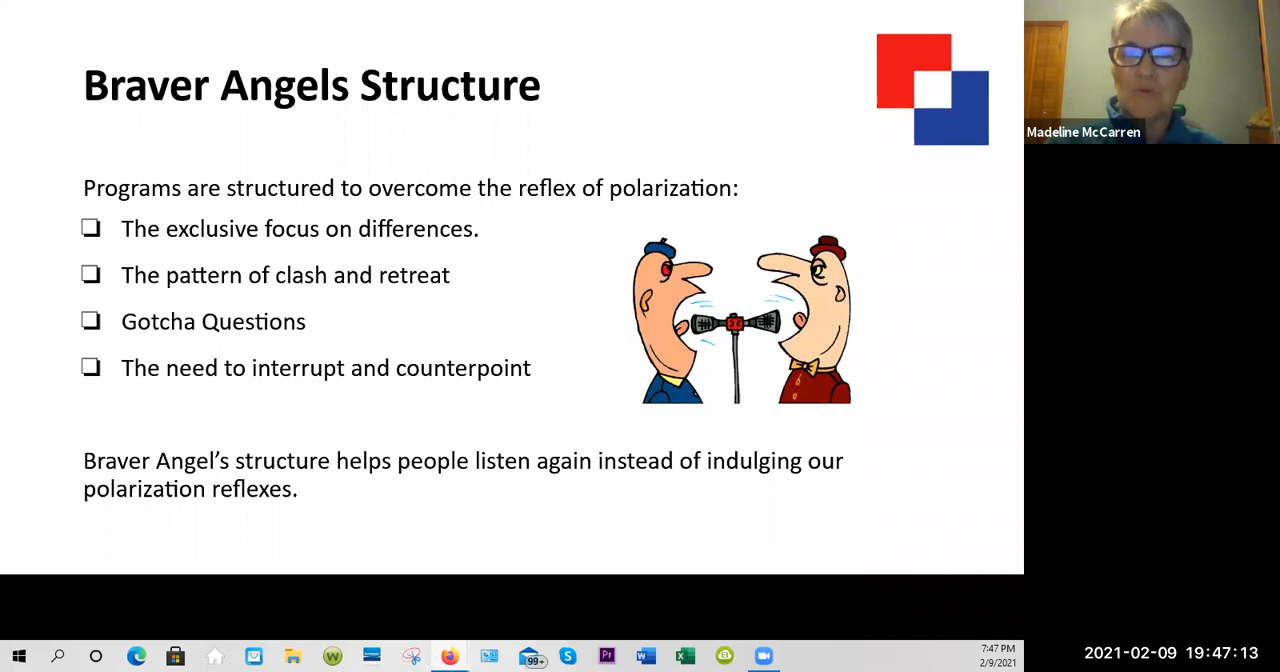 Braver Angels Structure
Programs are structured to overcome the reflex of polarization:
The exclusive focus on differences.
The pattern of clash and retreat
Gotcha Questions
The need to interrupt and counterpoint
Braver Angel's structure helps people listen again instead of indulging our
polarization reflexes.
Madeline McCarren
99+
7:47 PM
2/9/2021
2021-02-09 19:47:13